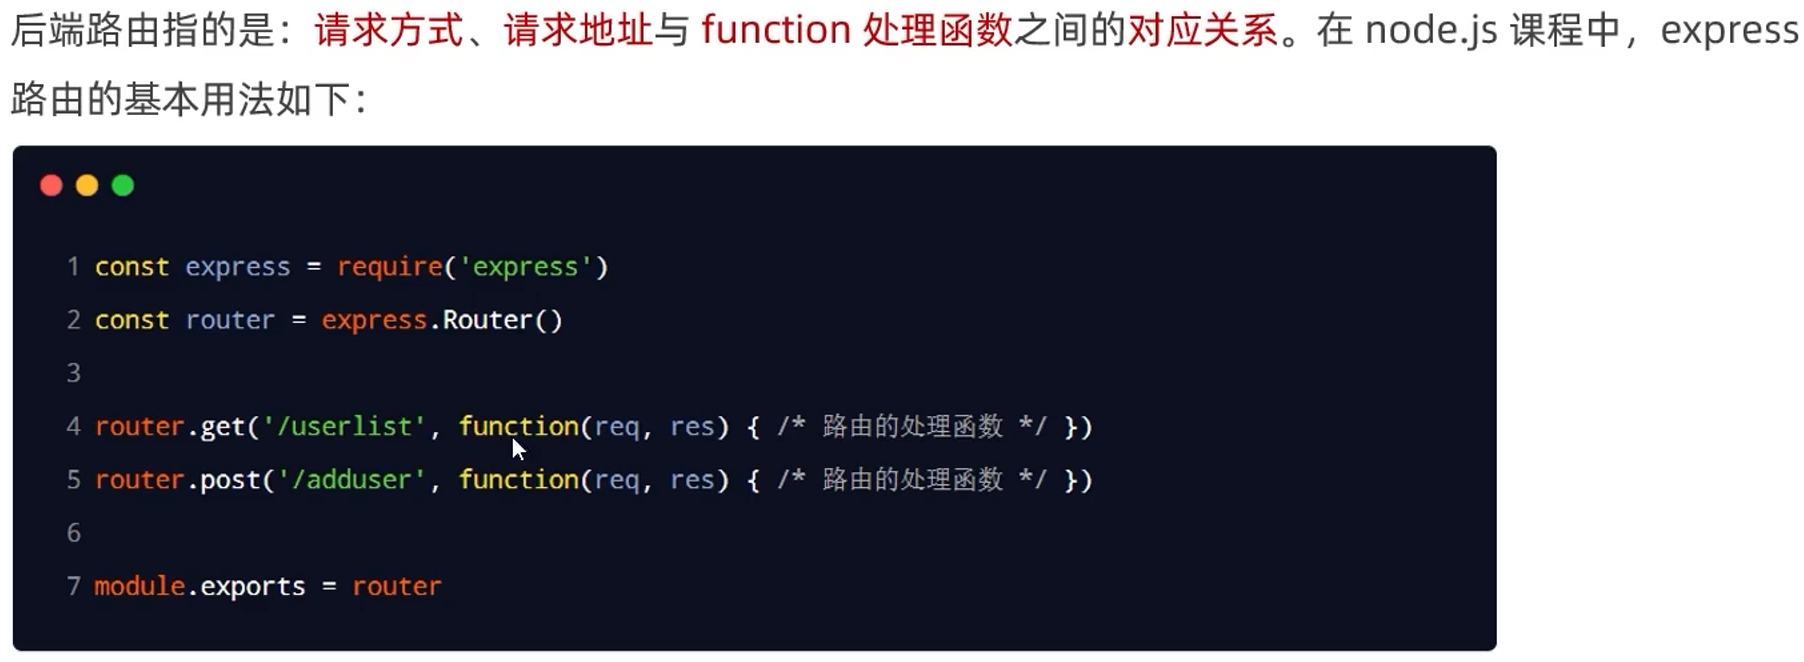 后端路由指的是：请求方式、请求地址与 function 处理函数之间的对应关系。在 node.js 课程中，express
路由的基本用法如下：
1 const express = require('express')
2 const router = express.Router()
3
4 router.get('/userlist', function(req, res) { /* 路由的处理函数 */ })
5 router.post('/adduser', function(req, res) { /* 路由的处理函数 */ })
6
7 module.exports = router